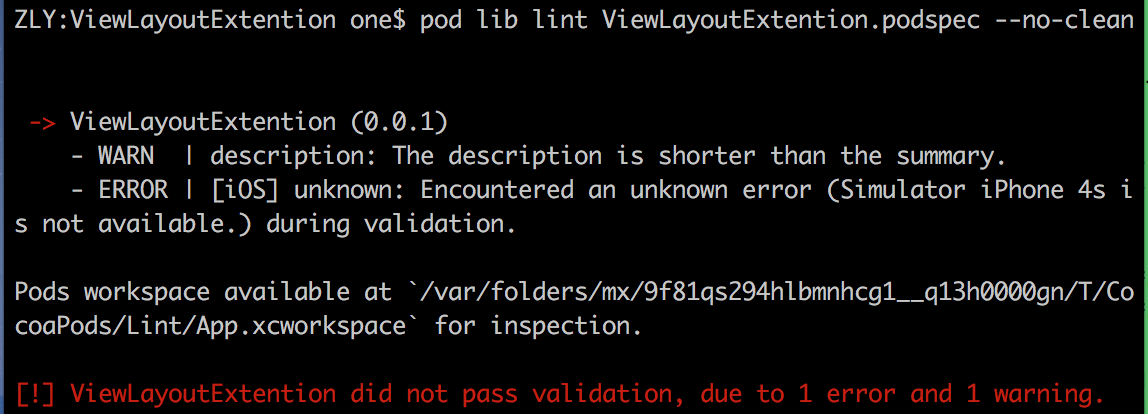 ZLY:ViewLayoutExtention one$ pod lib lint ViewLayoutExtention.podspec --no-clean
-> ViewLayoutExtention (0.0.1)
- WARN | description: The description is shorter than the summary.
- ERROR | [iOS] unknown: Encountered an unknown error (Simulator iPhone 4s i
s not available.) during validation.
Pods workspace available at `/var/folders/mx/9f81qs294hlbmnhcg1__q13h0000gn/T/Co
coaPods/Lint/App.xcworkspace` for inspection.
[!] ViewLayoutExtention did not pass validation, due to 1 error and 1 warning.